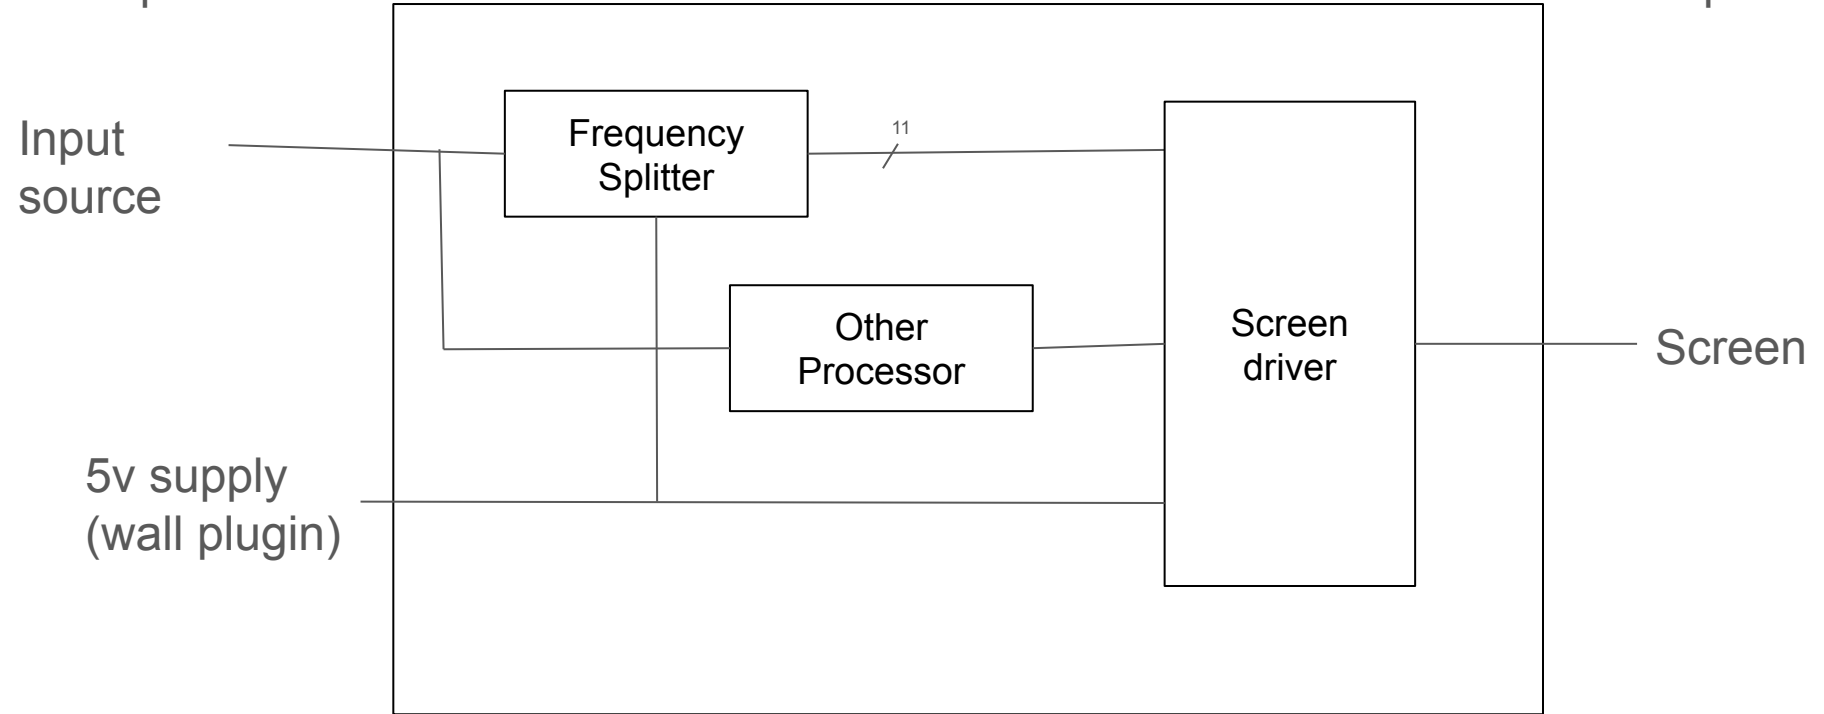 Input
source
Frequency
Splitter
11
Other
Processor
Screen
driver
Screen
5v supply
(wall plugin)